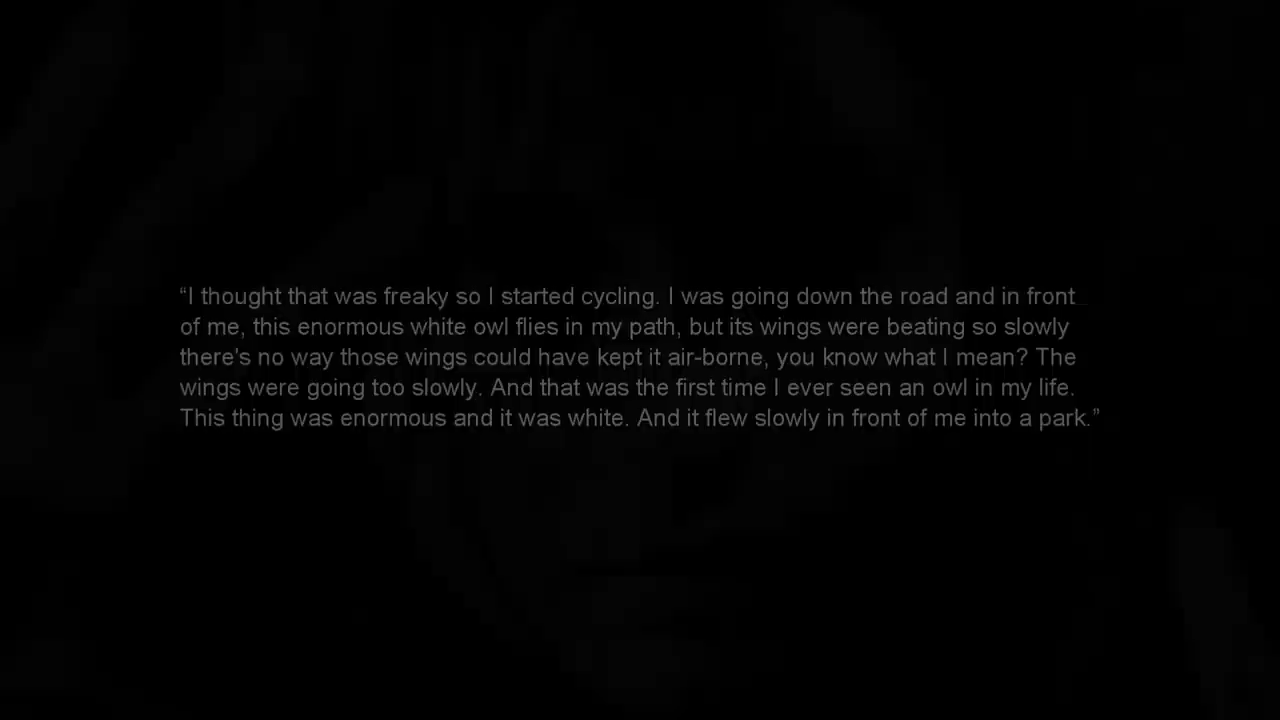 “I thought that was freaky so I started cycling. I was going down the road and in front
of me, this enormous white owl flies in my path, but its wings were beating so slowly
there's no way those wings could have kept it air-borne, you know what I mean? The
wings were going too slowly. And that was the first time I ever seen an owl in my life.
This thing was enormous and it was white. And it flew slowly in front of me into a park.”